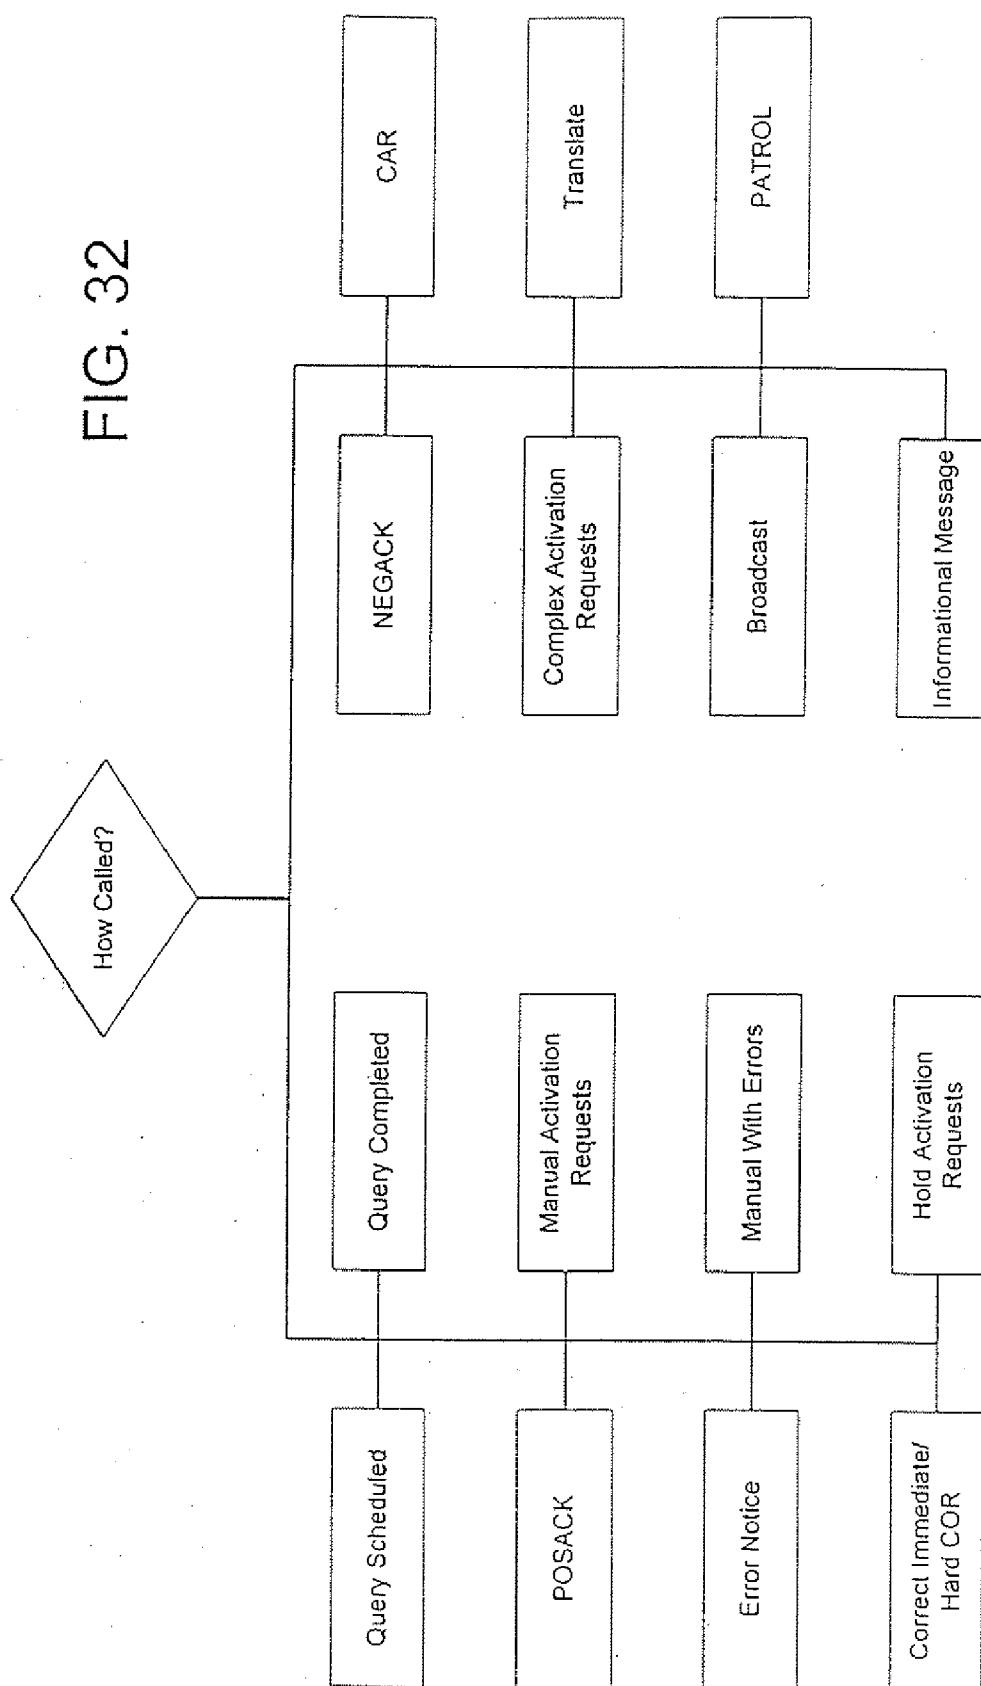 FIG. 32
How Called?
Query Scheduled
Query Completed
NEGACK
CAR
POSACK
Manual Activation
Requests
Complex Activation
Requests
Translate
Error Notice
Manual With Errors
Broadcast
PATROL
Correct Immediate/
Hard COR
Hold Activation
Requests
Informational Message